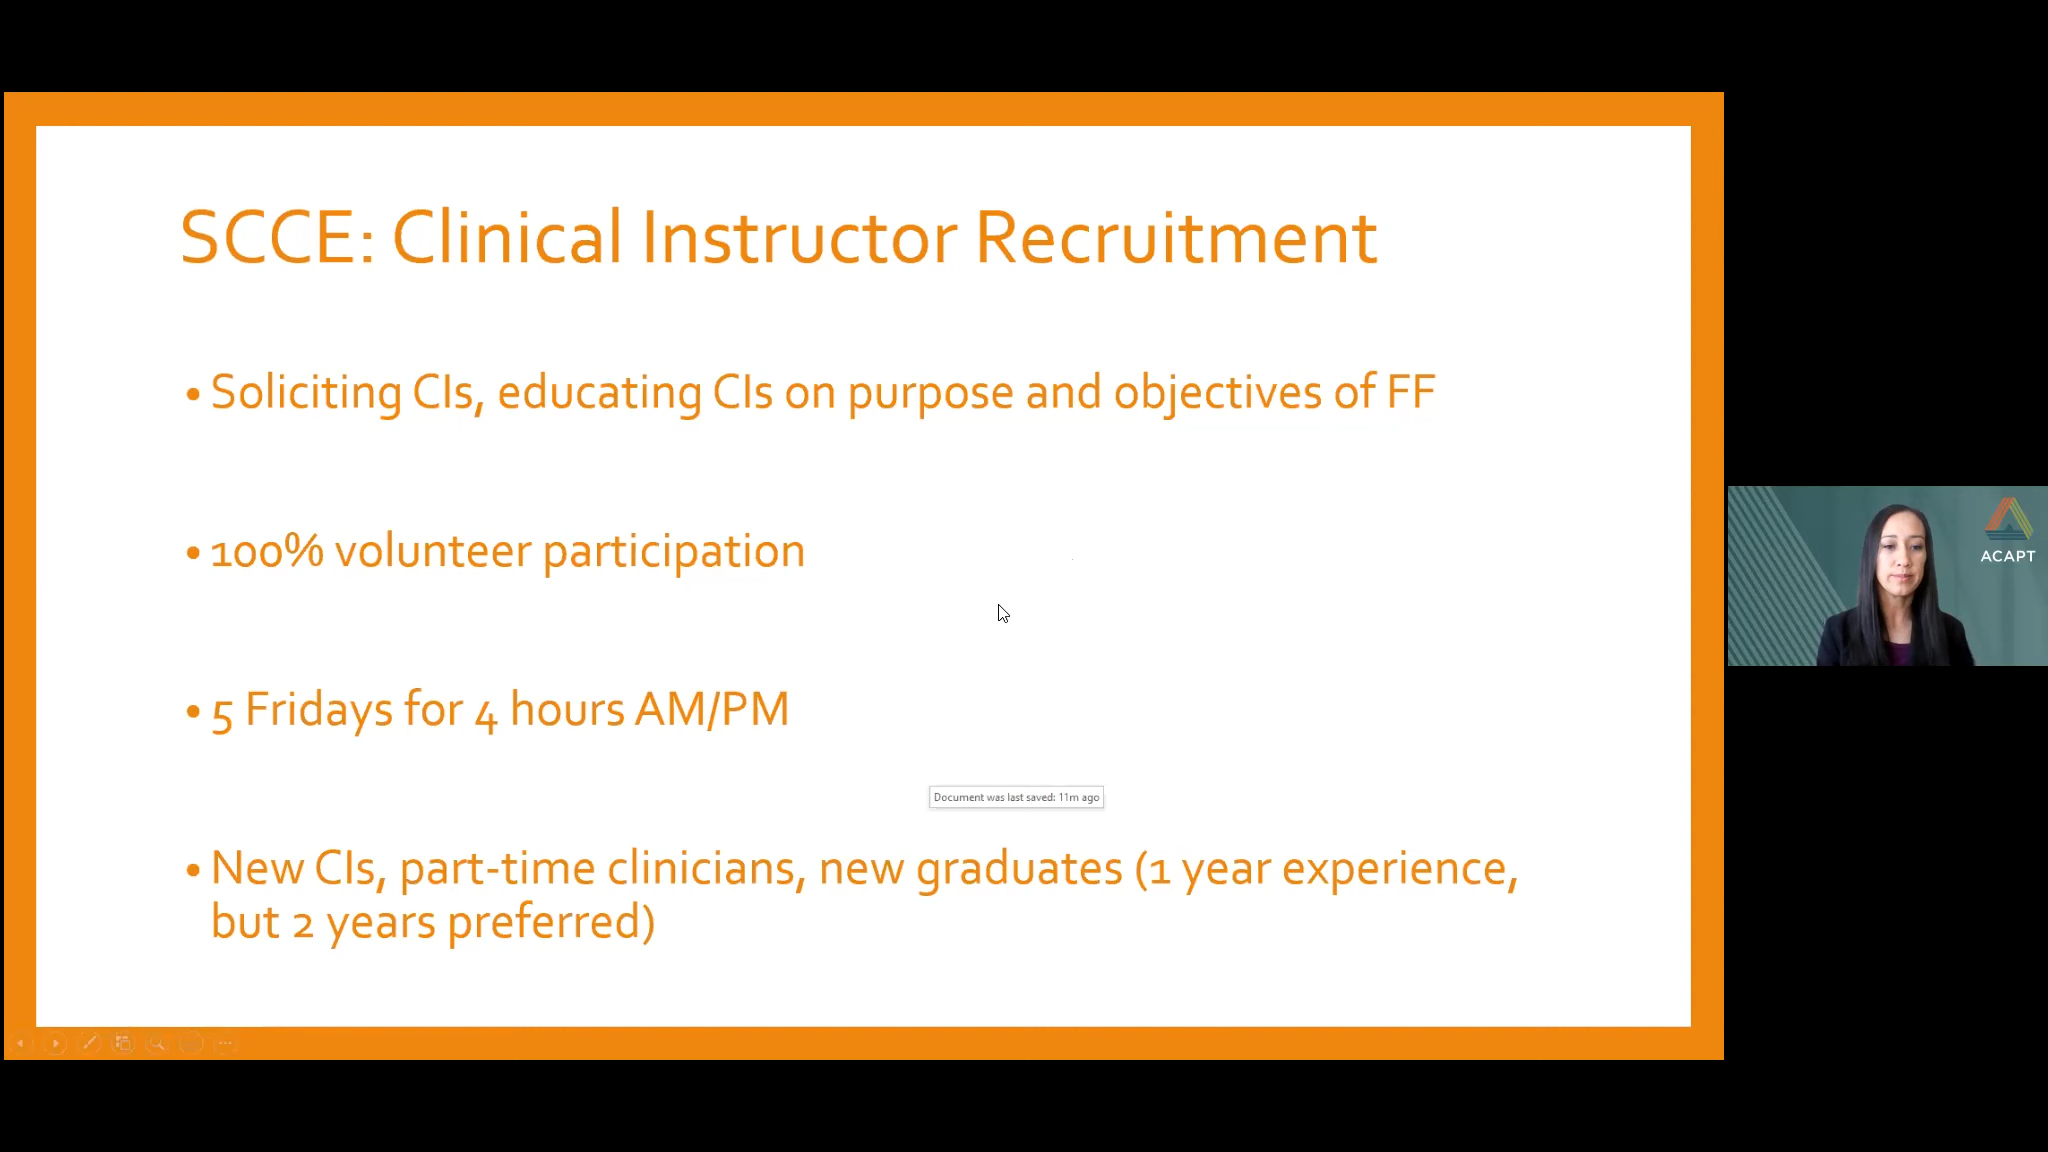 SCCE: Clinical Instructor Recruitment
• Soliciting CIs, educating CIs on purpose and objectives of FF
• 100% volunteer participation
• 5 Fridays for 4 hours AM/PM
Document was last saved: 11m ago
• New CIs, part-time clinicians, new graduates (1 year experience,
but 2 years preferred)
ACAPT